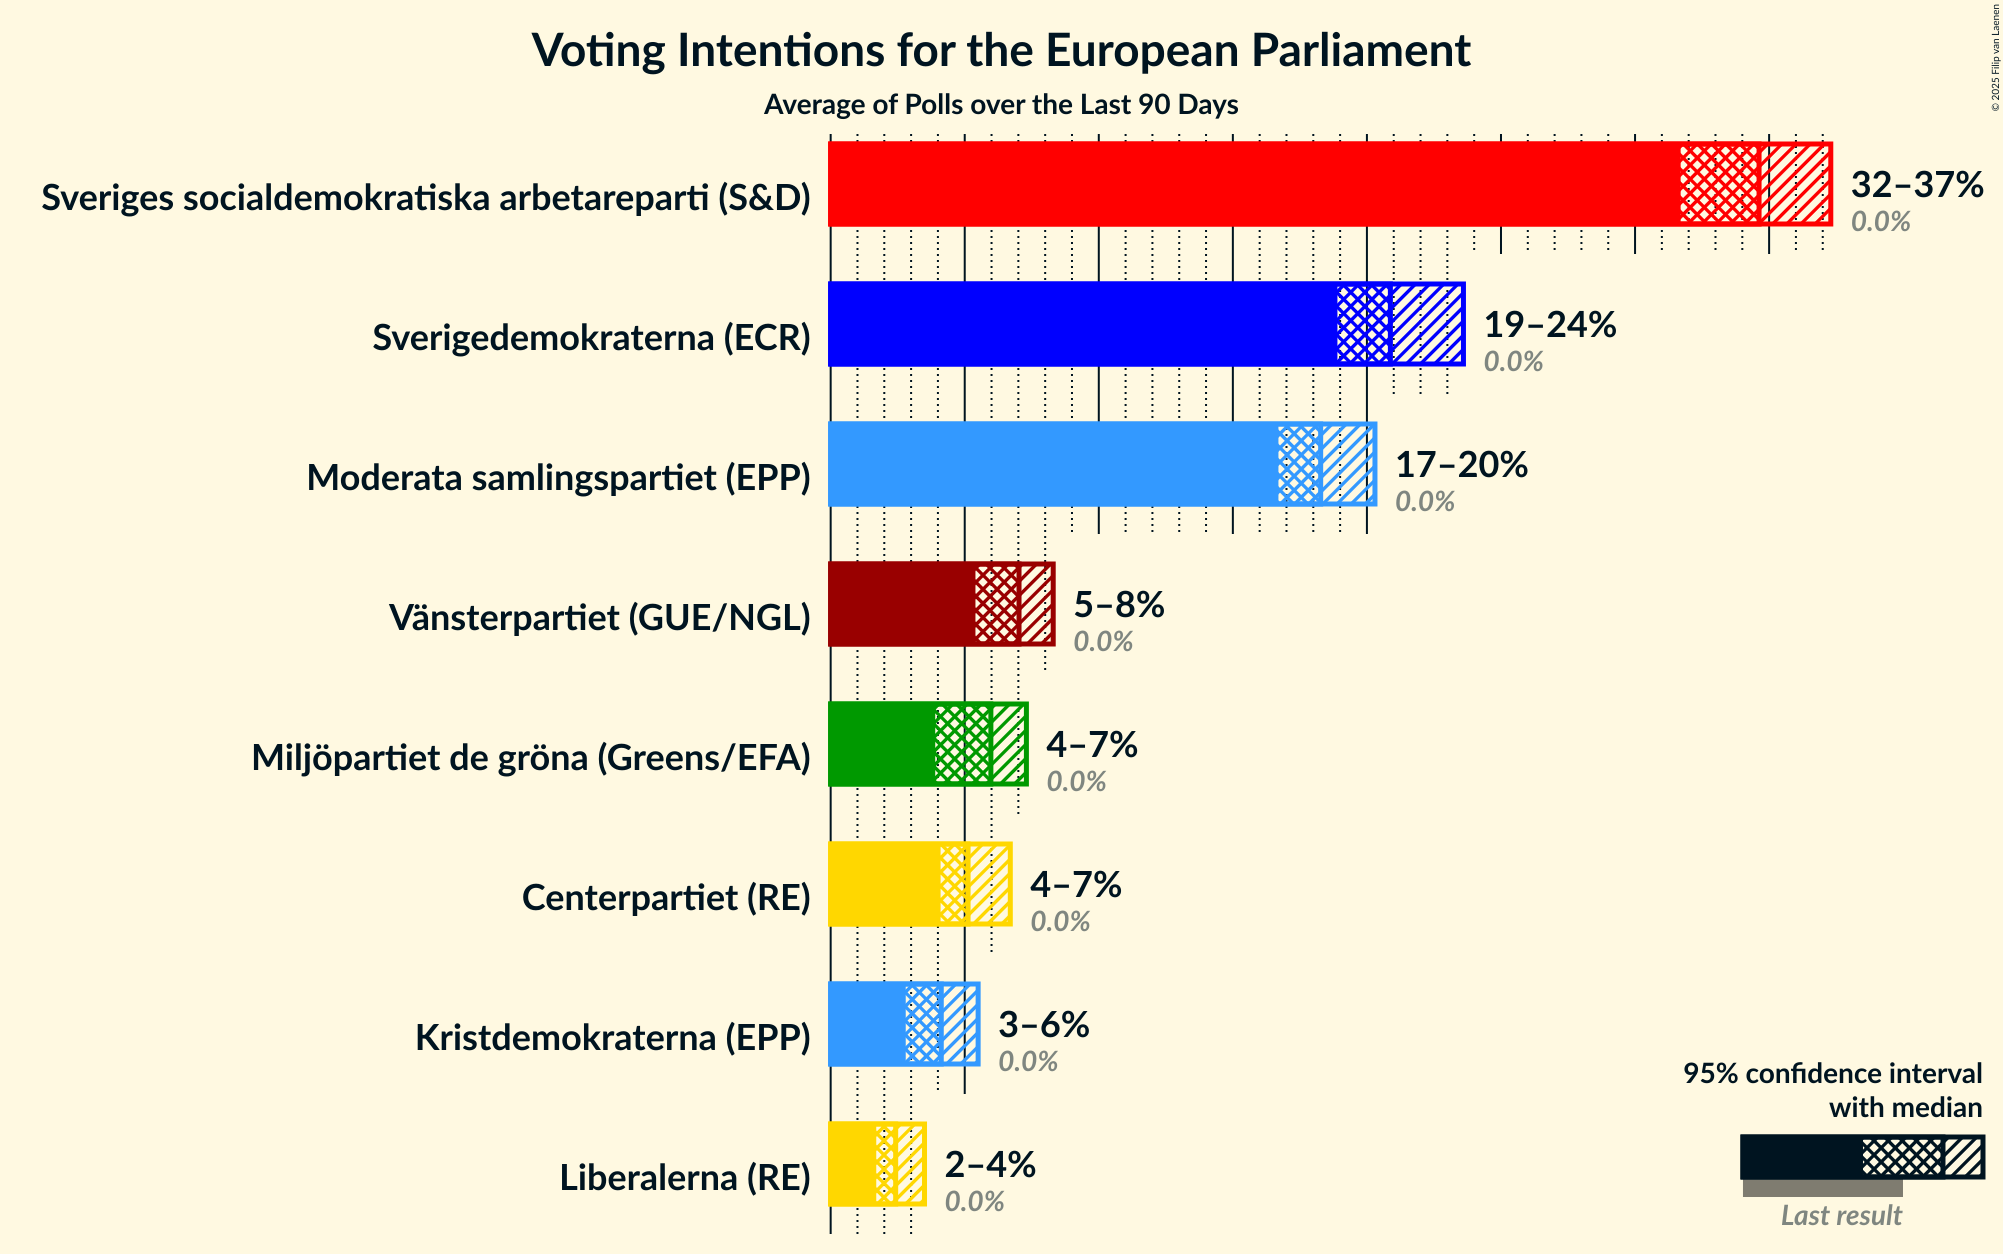 Voting Intentions for the European Parliament
Average of Polls over the Last 90 Days
© 2025 Filip van Laenen
Sveriges socialdemokratiska arbetareparti (S&D)
32–37%
0.0%
Sverigedemokraterna (ECR)
19–24%
0.0%
Moderata samlingspartiet (EPP)
17–20%
0.0%
Vänsterpartiet (GUE/NGL)
5–8%
0.0%
Miljöpartiet de gröna (Greens/EFA)
4–7%
0.0%
Centerpartiet (RE)
4–7%
0.0%
Kristdemokraterna (EPP)
3–6%
0.0%
Liberalerna (RE)
2–4%
0.0%
95% confidence interval
with median
Last result